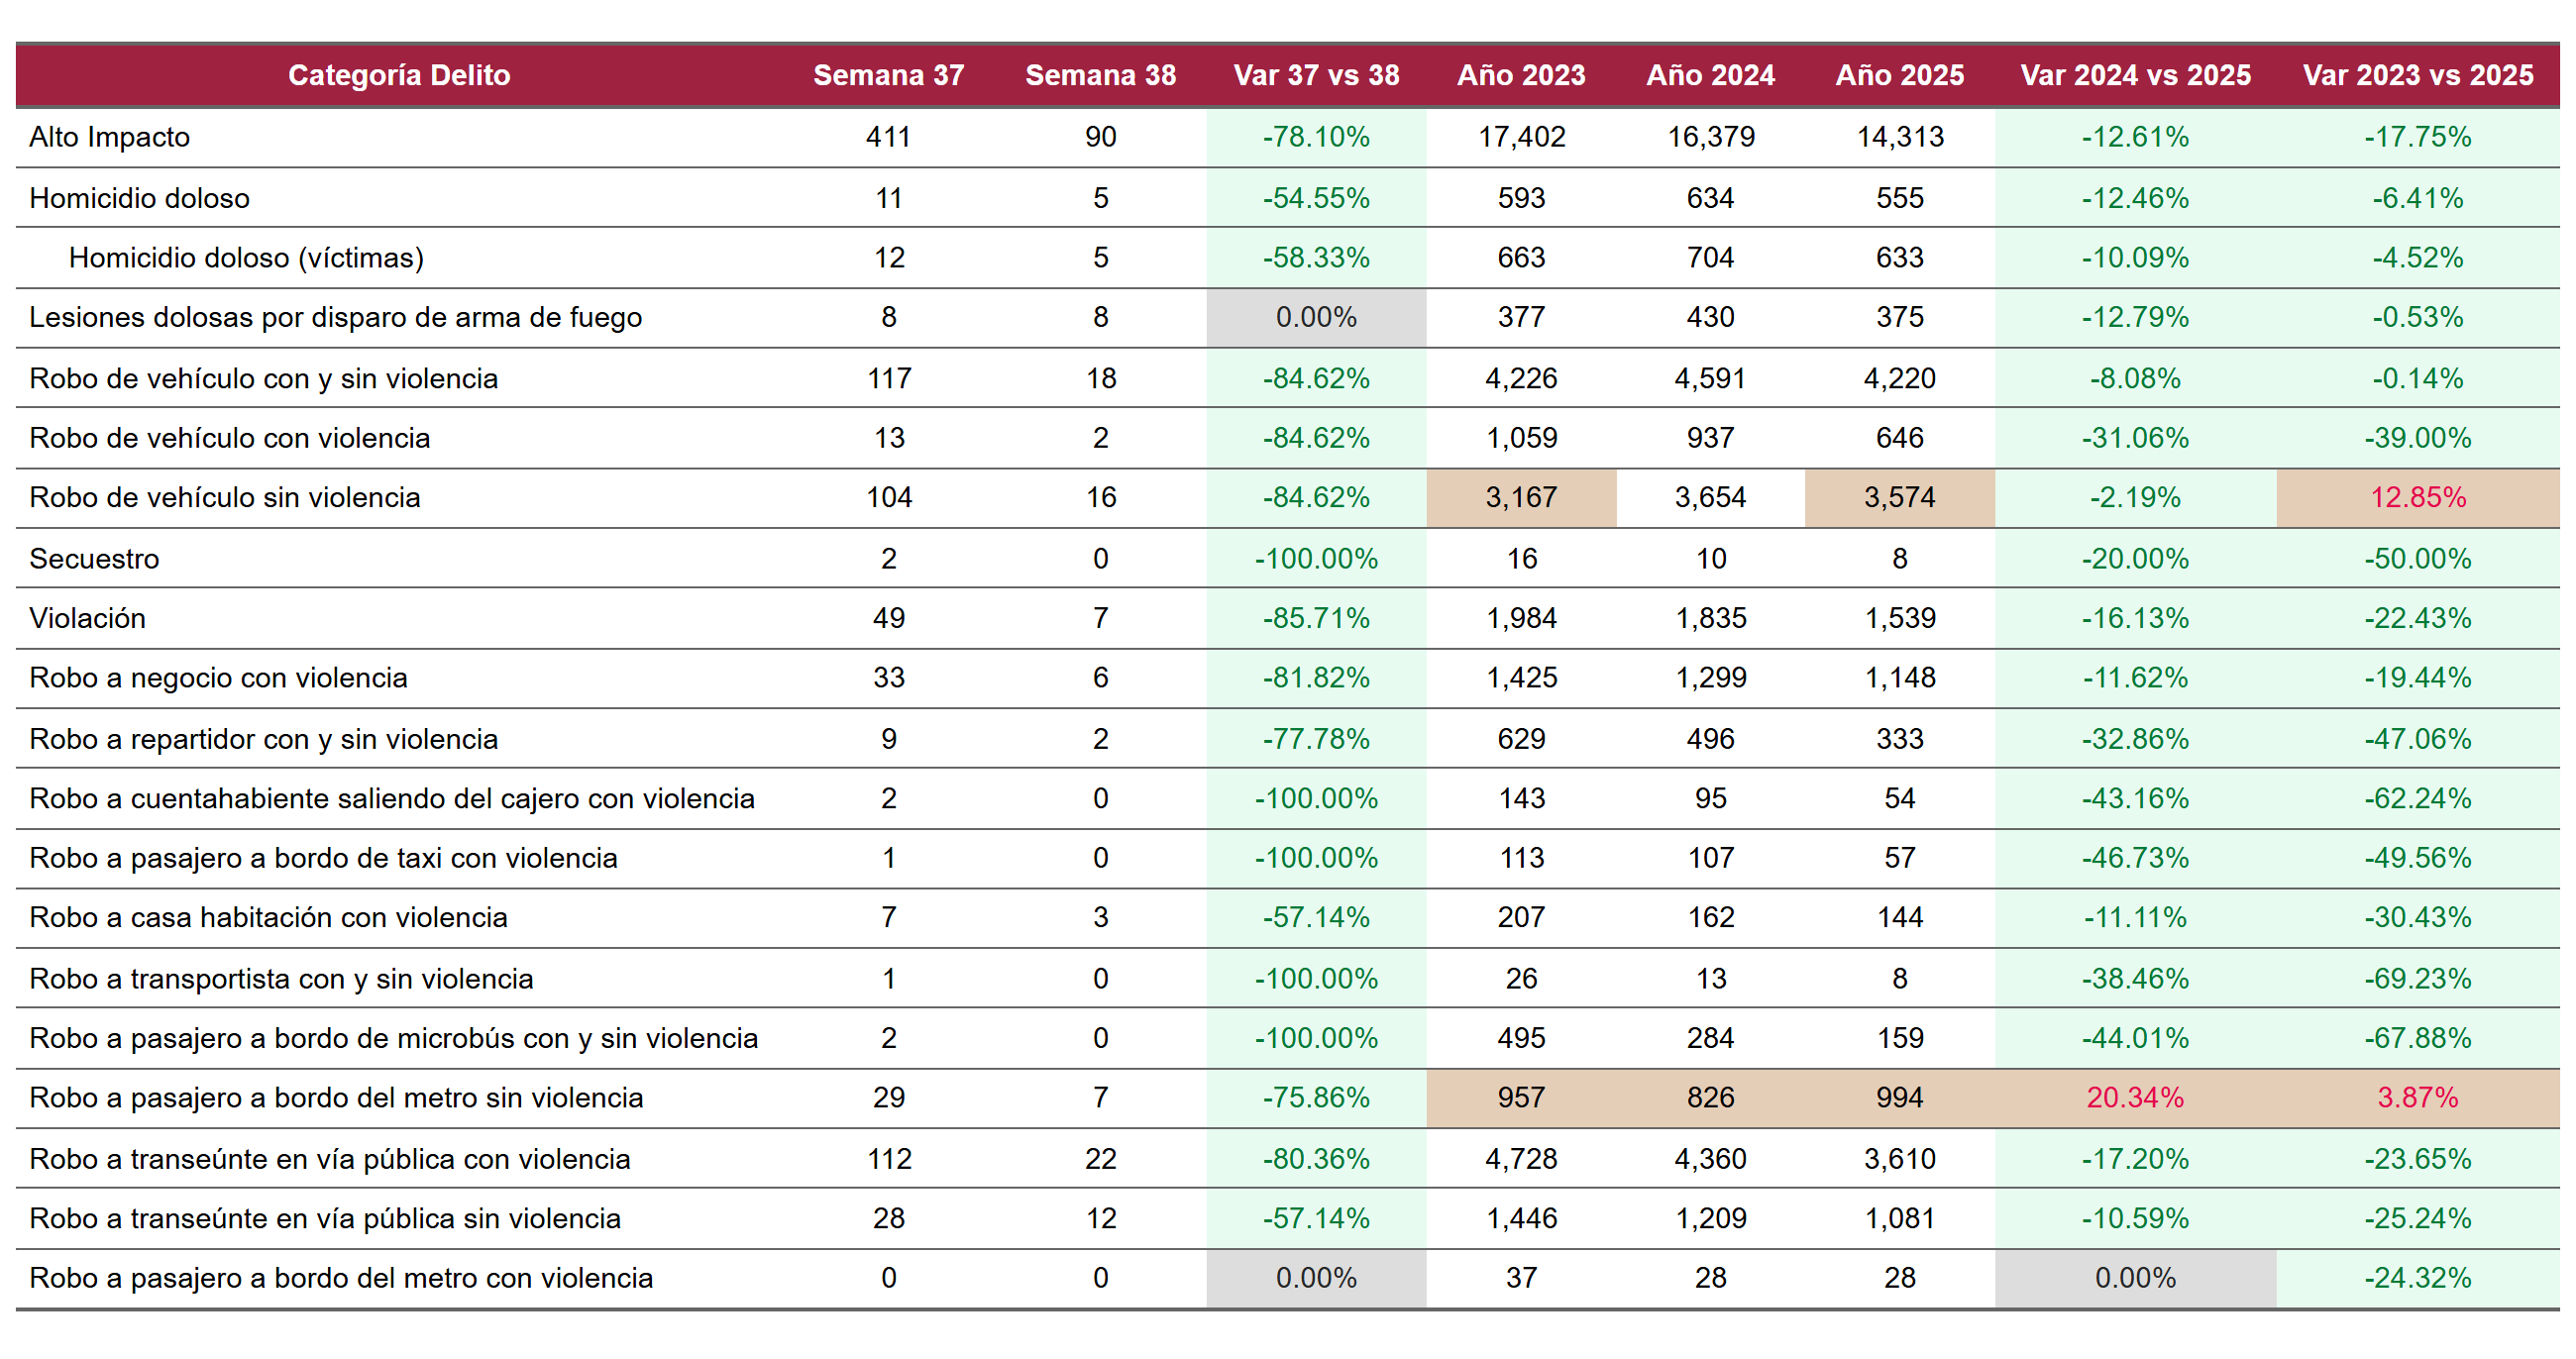 Categoría Delito Semana 37 Semana 38 Var 37 vs 38 Año 2023 Año 2024 Año 2025 Var 2024 vs 2025 Var 2023 vs 2025
Alto Impacto 411 90 -78.10% 17,402 16,379 14,313 -12.61% -17.75%
Homicidio doloso 11 5 -54.55% 593 634 555 -12.46% -6.41%
Homicidio doloso (víctimas) 12 5 -58.33% 663 704 633 -10.09% -4.52%
Lesiones dolosas por disparo de arma de fuego 8 8 0.00% 377 430 375 -12.79% -0.53%
Robo de vehículo con y sin violencia 117 18 -84.62% 4,226 4,591 4,220 -8.08% -0.14%
Robo de vehículo con violencia 13 2 -84.62% 1,059 937 646 -31.06% -39.00%
Robo de vehículo sin violencia 104 16 -84.62% 3,167 3,654 3,574 -2.19% 12.85%
Secuestro 2 0 -100.00% 16 10 8 -20.00% -50.00%
Violación 49 7 -85.71% 1,984 1,835 1,539 -16.13% -22.43%
Robo a negocio con violencia 33 6 -81.82% 1,425 1,299 1,148 -11.62% -19.44%
Robo a repartidor con y sin violencia 9 2 -77.78% 629 496 333 -32.86% -47.06%
Robo a cuentahabiente saliendo del cajero con violencia 2 0 -100.00% 143 95 54 -43.16% -62.24%
Robo a pasajero a bordo de taxi con violencia 1 0 -100.00% 113 107 57 -46.73% -49.56%
Robo a casa habitación con violencia 7 3 -57.14% 207 162 144 -11.11% -30.43%
Robo a transportista con y sin violencia 1 0 -100.00% 26 13 8 -38.46% -69.23%
Robo a pasajero a bordo de microbús con y sin violencia 2 0 -100.00% 495 284 159 -44.01% -67.88%
Robo a pasajero a bordo del metro sin violencia 29 7 -75.86% 957 826 994 20.34% 3.87%
Robo a transeúnte en vía pública con violencia 112 22 -80.36% 4,728 4,360 3,610 -17.20% -23.65%
Robo a transeúnte en vía pública sin violencia 28 12 -57.14% 1,446 1,209 1,081 -10.59% -25.24%
Robo a pasajero a bordo del metro con violencia 0 0 0.00% 37 28 28 0.00% -24.32%